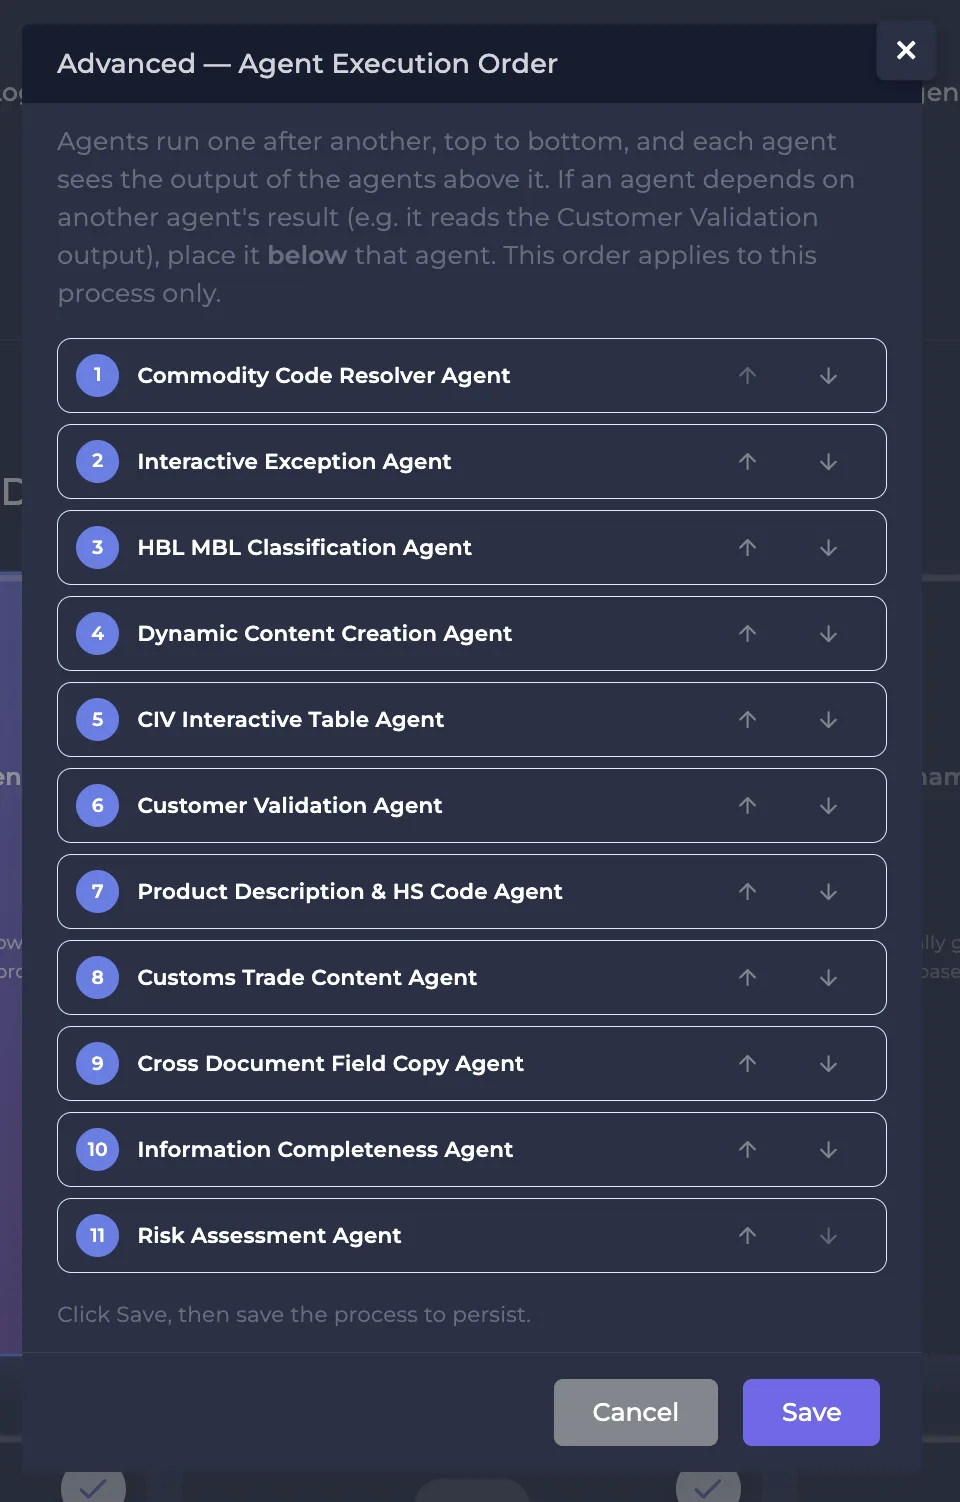 Advanced — Agent Execution Order
Agents run one after another, top to bottom, and each agent
sees the output of the agents above it. If an agent depends on
another agent's result (e.g. it reads the Customer Validation
output), place it below that agent. This order applies to this
process only.
1 Commodity Code Resolver Agent
2 Interactive Exception Agent
3 HBL MBL Classification Agent
4 Dynamic Content Creation Agent
5 CIV Interactive Table Agent
6 Customer Validation Agent
7 Product Description & HS Code Agent
8 Customs Trade Content Agent
9 Cross Document Field Copy Agent
10 Information Completeness Agent
11 Risk Assessment Agent
Click Save, then save the process to persist.
Cancel
Save